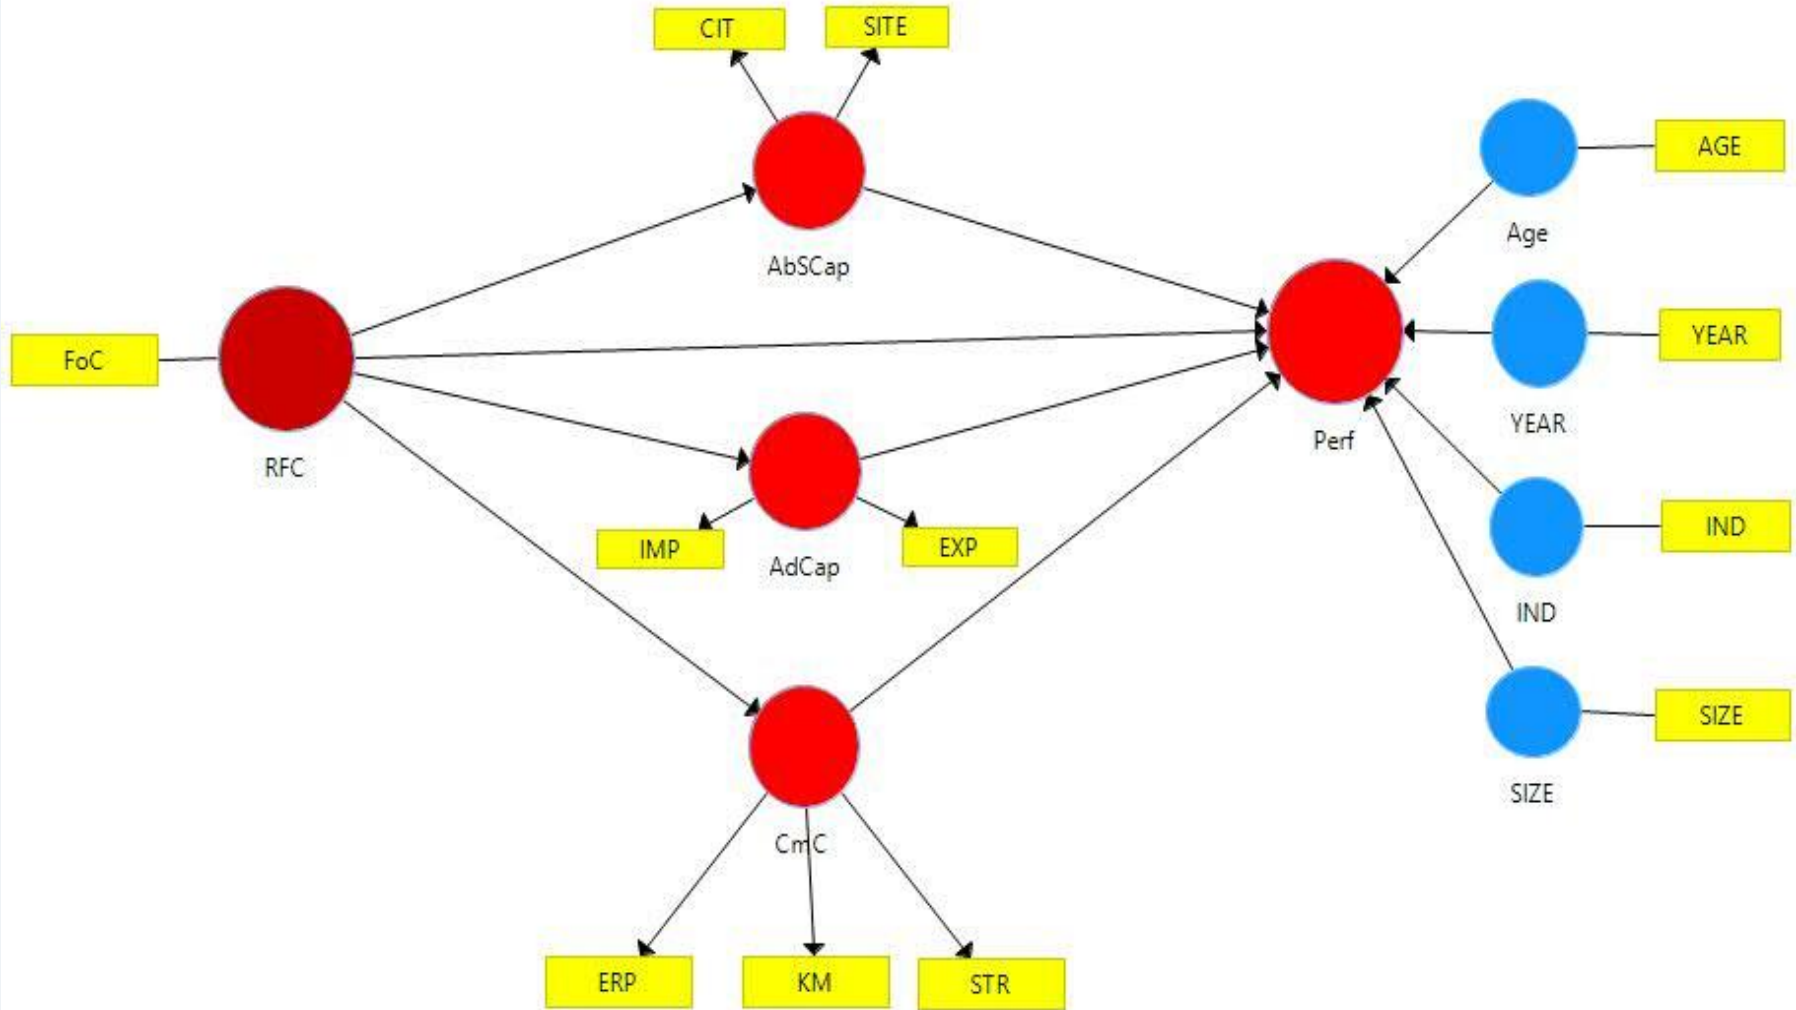 CIT
SITE
AGE
Age
AbSCap
FoC
RFC
YEAR
YEAR
Perf
IMP
EXP
AdCap
IND
IND
SIZE
SIZE
CmC
ERP
KM
STR